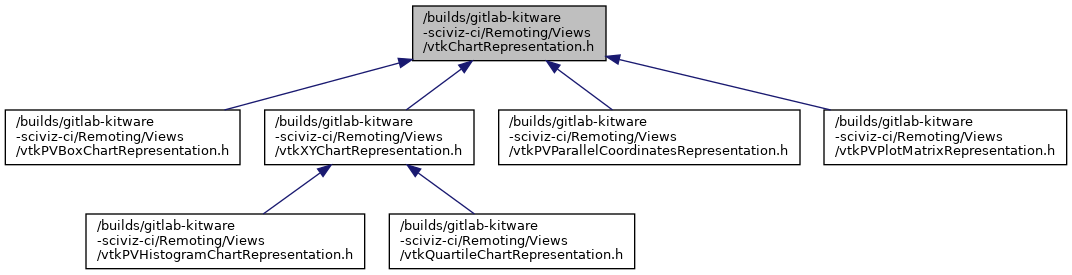 /builds/gitlab-kitware
-sciviz-ci/Remoting/Views
/vtkChartRepresentation.h
/builds/gitlab-kitware
-sciviz-ci/Remoting/Views
/vtkPVBoxChartRepresentation.h
/builds/gitlab-kitware
-sciviz-ci/Remoting/Views
/vtkXYChartRepresentation.h
/builds/gitlab-kitware
-sciviz-ci/Remoting/Views
/vtkPVParallelCoordinatesRepresentation.h
/builds/gitlab-kitware
-sciviz-ci/Remoting/Views
/vtkPVPlotMatrixRepresentation.h
/builds/gitlab-kitware
-sciviz-ci/Remoting/Views
/vtkPVHistogramChartRepresentation.h
/builds/gitlab-kitware
-sciviz-ci/Remoting/Views
/vtkQuartileChartRepresentation.h